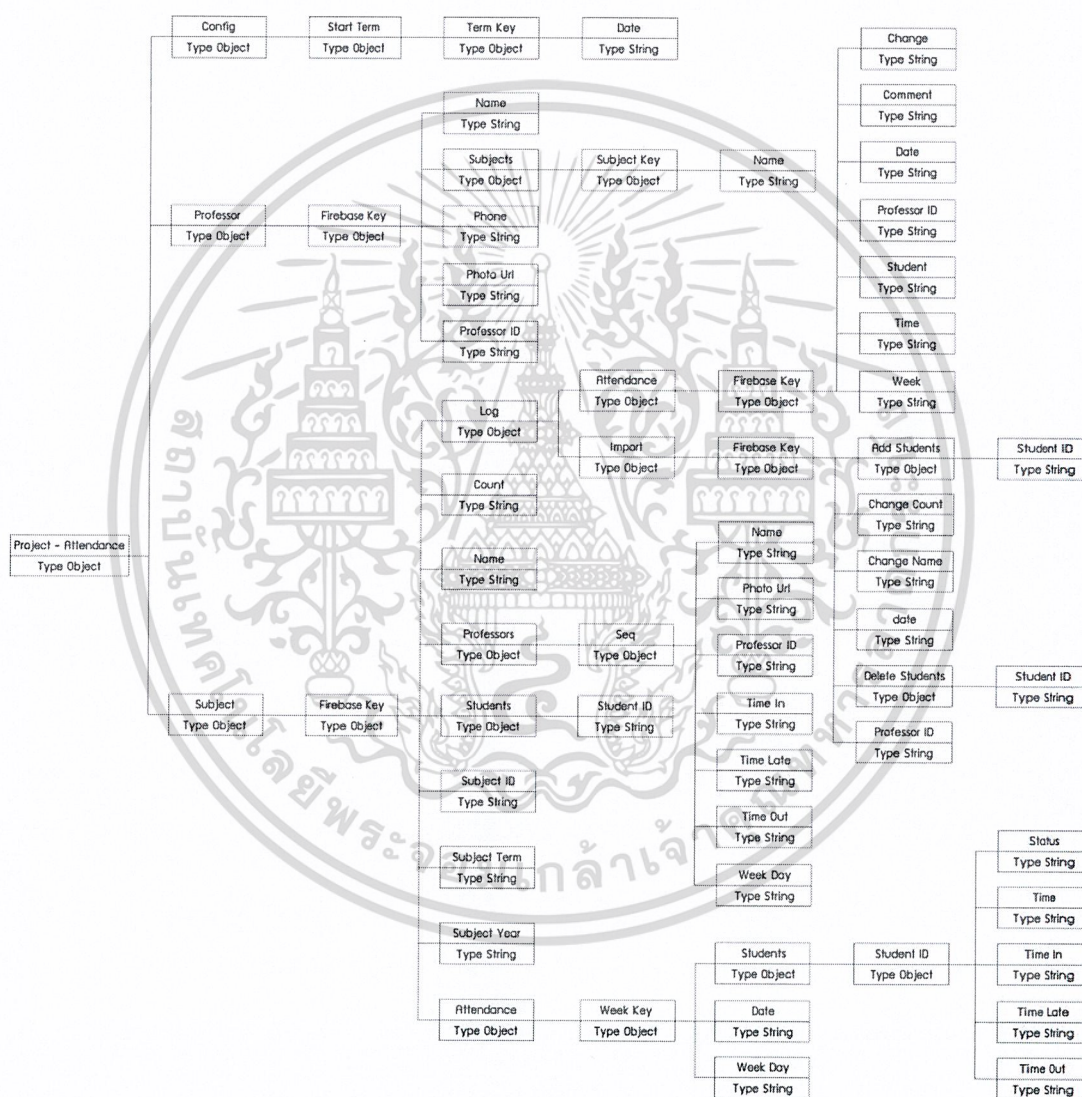 Config
Type Object
Start Term
Type Object
Term Key
Type Object
Date
Type String
Change
Type String
Comment
Type String
Date
Type String
Professor ID
Type String
Student
Type String
Time
Type String
Week
Type String
Name
Type String
Subjects
Type Object
Subject Key
Type Object
Name
Type String
Professor
Type Object
Firebase Key
Type Object
Phone
Type String
Photo Url
Type String
Professor ID
Type String
Log
Type Object
Attendance
Type Object
Firebase Key
Type Object
Import
Type Object
Firebase Key
Type Object
Add Students
Type Object
Student ID
Type String
Change Count
Type String
Change Name
Type String
date
Type String
Delete Students
Type Object
Student ID
Type String
Professor ID
Type String
Count
Type String
Name
Type String
Project - Attendance
Type Object
Professors
Type Object
Seq
Type Object
Name
Type String
Photo Url
Type String
Professor ID
Type String
Time In
Type String
Time Late
Type String
Time Out
Type String
Week Day
Type String
Subject
Type Object
Firebase Key
Type Object
Students
Type Object
Student ID
Type String
Subject ID
Type String
Subject Term
Type String
Subject Year
Type String
Attendance
Type Object
Week Key
Type Object
Students
Type Object
Student ID
Type Object
Date
Type String
Week Day
Type String
Status
Type String
Time
Type String
Time In
Type String
Time Late
Type String
Time Out
Type String